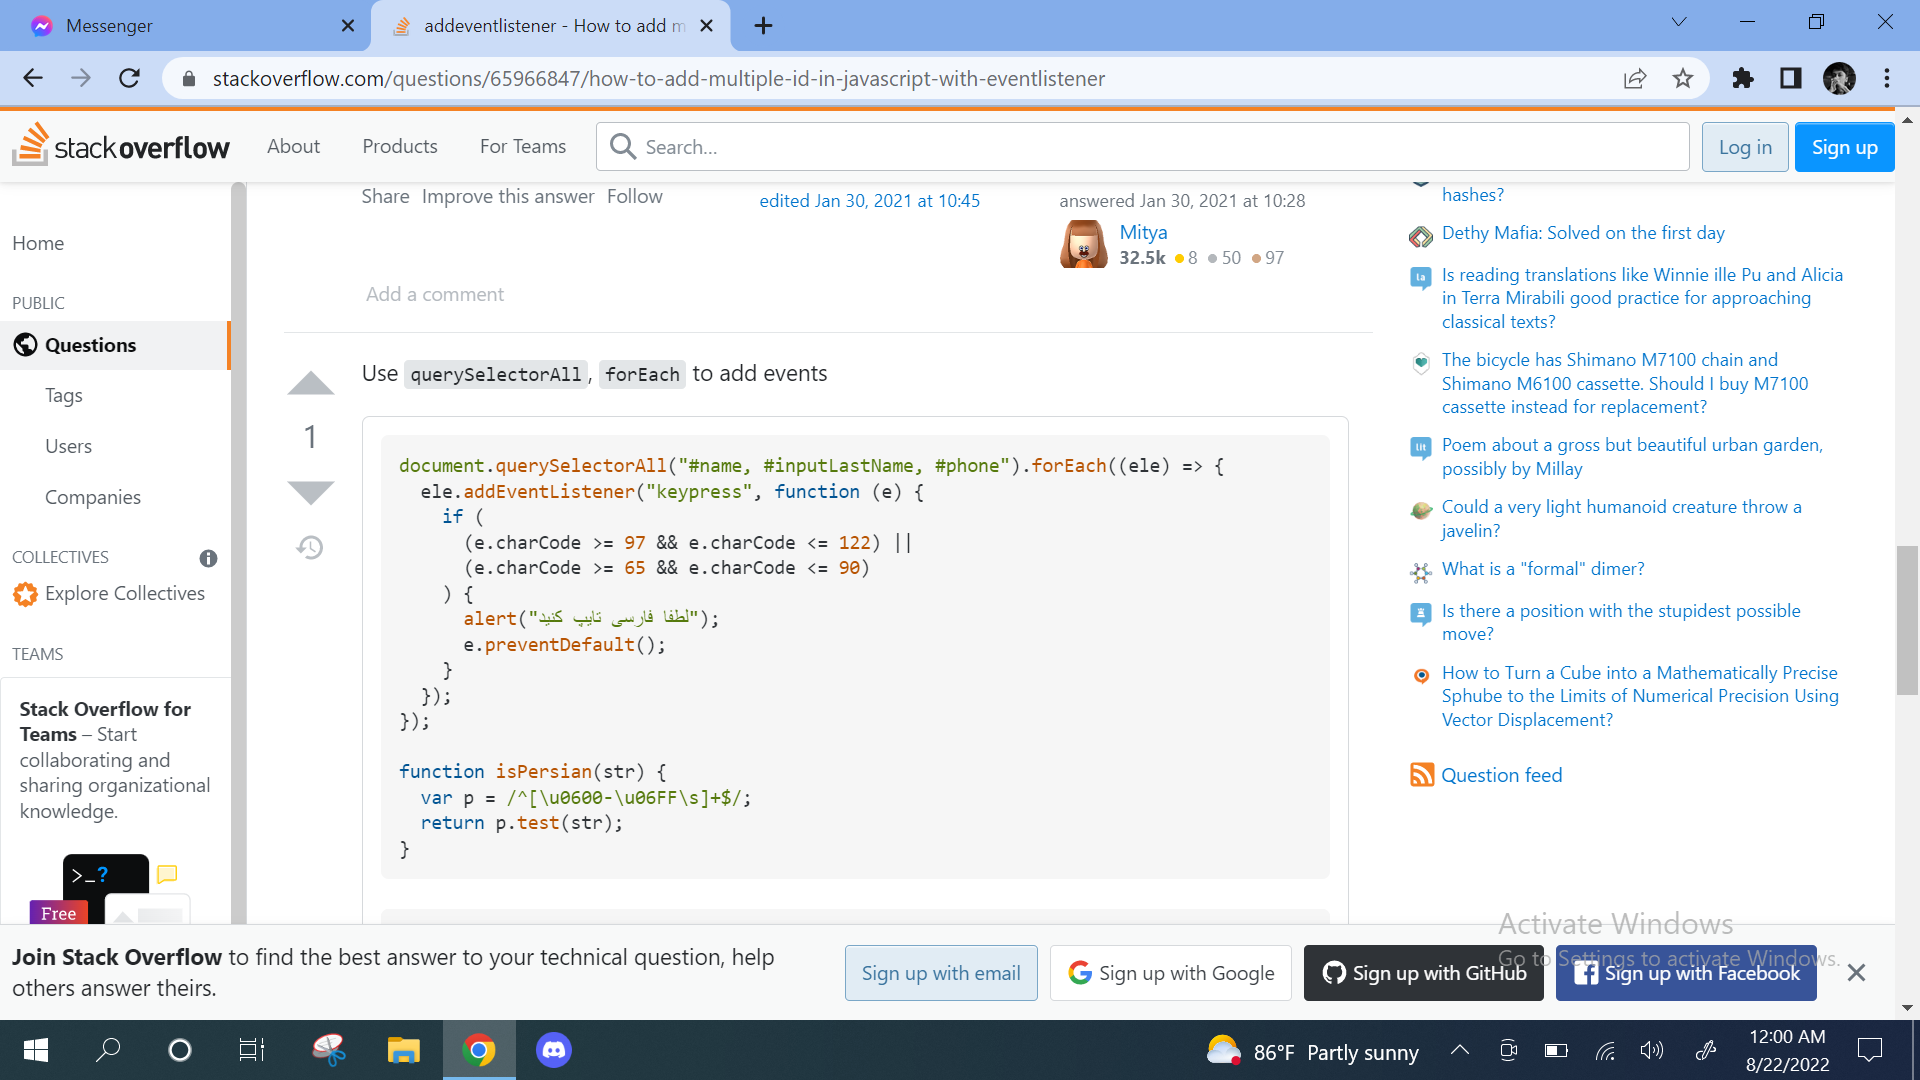 Messenger
addeventlistener - How to add m
stackoverflow.com/questions/65966847/how-to-add-multiple-id-in-javascript-with-eventlistener
stackoverflow
About
Products
For Teams
Search...
Log in
Sign up
Home
PUBLIC
Questions
Tags
Users
Companies
COLLECTIVES
Explore Collectives
TEAMS
Stack Overflow for
Teams – Start
collaborating and
sharing organizational
knowledge.
>_?
Free
Share Improve this answer Follow
edited Jan 30, 2021 at 10:45
answered Jan 30, 2021 at 10:28
Mitya
32.5k 8 50 97
Add a comment
1
Use querySelectorAll, forEach to add events
document.querySelectorAll("#name, #inputLastName, #phone").forEach((ele) => {
ele.addEventListener("keypress", function (e) {
if (
(e.charCode >= 97 && e.charCode <= 122) ||
(e.charCode >= 65 && e.charCode <= 90)
) {
alert("لطفا فارسی تایپ کنید");
e.preventDefault();
}
});
});
function isPersian(str) {
var p = /^[\u0600-\u06FF\s]+$/;
return p.test(str);
}
hashes?
Dethy Mafia: Solved on the first day
Is reading translations like Winnie ille Pu and Alicia
in Terra Mirabili good practice for approaching
classical texts?
The bicycle has Shimano M7100 chain and
Shimano M6100 cassette. Should I buy M7100
cassette instead for replacement?
Poem about a gross but beautiful urban garden,
possibly by Millay
Could a very light humanoid creature throw a
javelin?
What is a "formal" dimer?
Is there a position with the stupidest possible
move?
How to Turn a Cube into a Mathematically Precise
Sphube to the Limits of Numerical Precision Using
Vector Displacement?
Question feed
Activate Windows
Go to Settings to activate Windows.
Join Stack Overflow to find the best answer to your technical question, help
others answer theirs.
Sign up with email
Sign up with Google
Sign up with GitHub
Sign up with Facebook
86°F Partly sunny
12:00 AM
8/22/2022